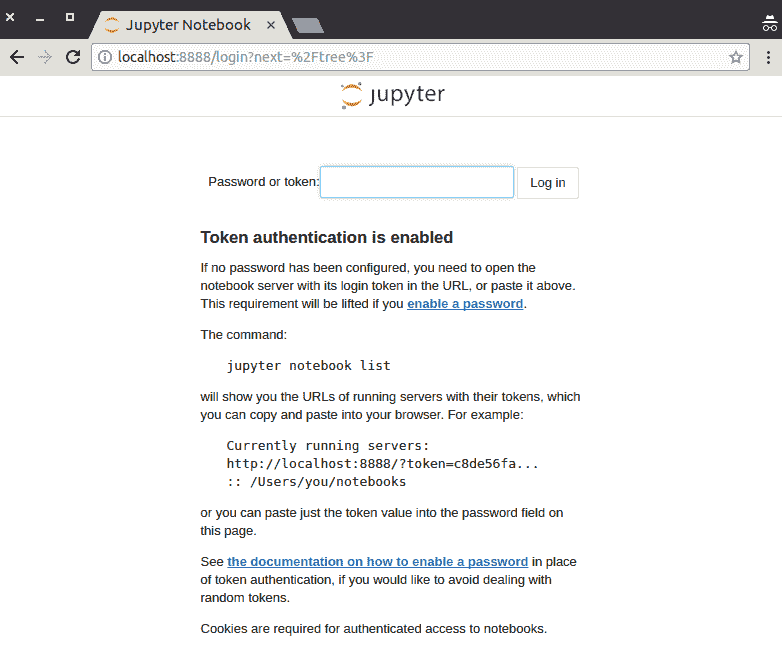 Jupyter Notebook
localhost:8888/login?next=%2Ftree%3F
jupyter
Password or token:
Log in
Token authentication is enabled
If no password has been configured, you need to open the
notebook server with its login token in the URL, or paste it above.
This requirement will be lifted if you enable a password.
The command:
jupyter notebook list
will show you the URLs of running servers with their tokens, which
you can copy and paste into your browser. For example:
Currently running servers:
http://localhost:8888/?token=c8de56fa...
:: /Users/you/notebooks
or you can paste just the token value into the password field on
this page.
See the documentation on how to enable a password in place
of token authentication, if you would like to avoid dealing with
random tokens.
Cookies are required for authenticated access to notebooks.